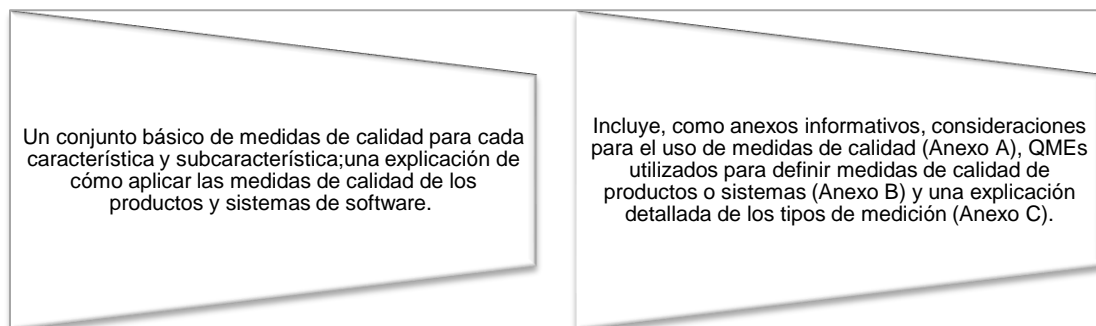 Un conjunto básico de medidas de calidad para cada
característica y subcaracterística;una explicación de
cómo aplicar las medidas de calidad de los
productos y sistemas de software.
Incluye, como anexos informativos, consideraciones
para el uso de medidas de calidad (Anexo A), QMEs
utilizados para definir medidas de calidad de
productos o sistemas (Anexo B) y una explicación
detallada de los tipos de medición (Anexo C).